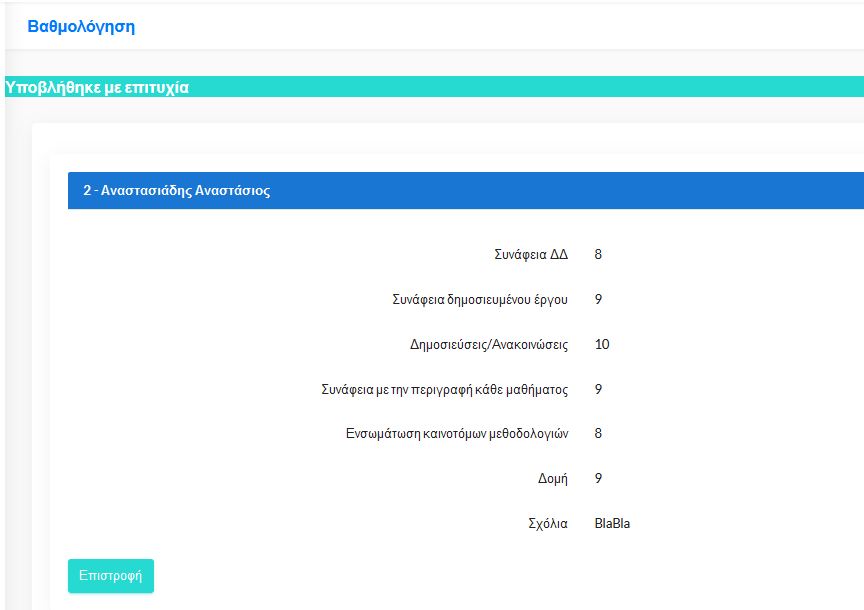 Βαθμολόγηση
Υποβλήθηκε με επιτυχία
2 - Αναστασιάδης Αναστάσιος
Συνάφεια ΔΔ 8
Συνάφεια δημοσιευμένου έργου 9
Δημοσιεύσεις/Ανακοινώσεις 10
Συνάφεια με την περιγραφή κάθε μαθήματος 9
Ενσωμάτωση καινοτόμων μεθοδολογιών 8
Δομή 9
Σχόλια BlaBla
Επιστροφή